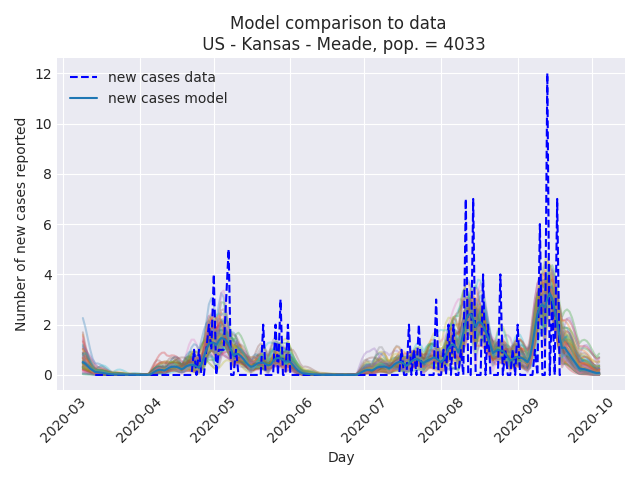 Model comparison to data
US - Kansas - Meade, pop. = 4033
new cases data
new cases model
Number of new cases reported
12
10
8
6
4
2
0
2020-03
2020-04
2020-05
2020-06
2020-07
2020-08
2020-09
2020-10
Day